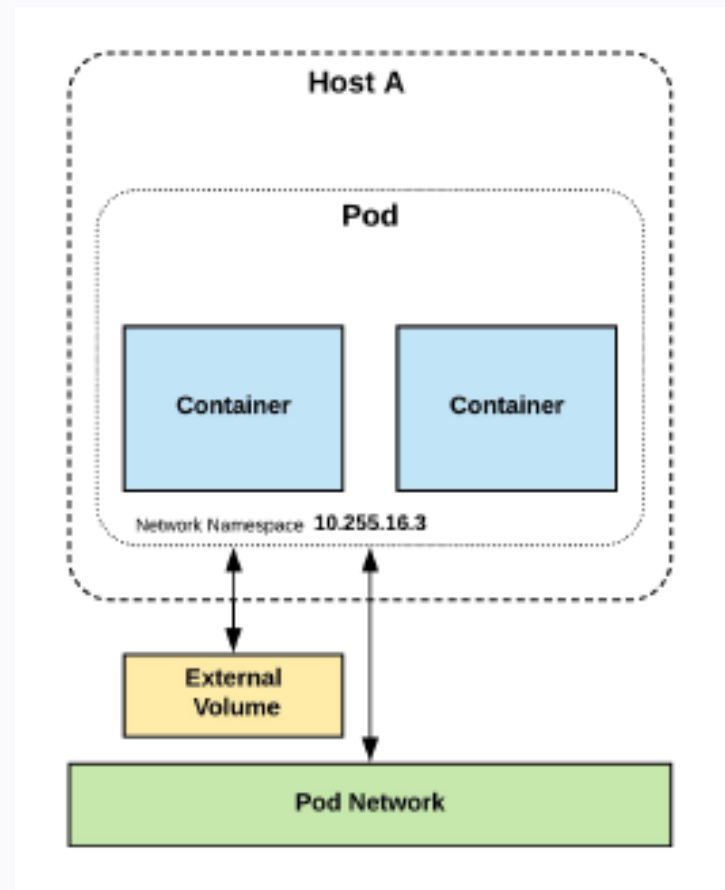 Host A
Pod
Container
Container
Network Namespace 10.255.16.3
External
Volume
Pod Network